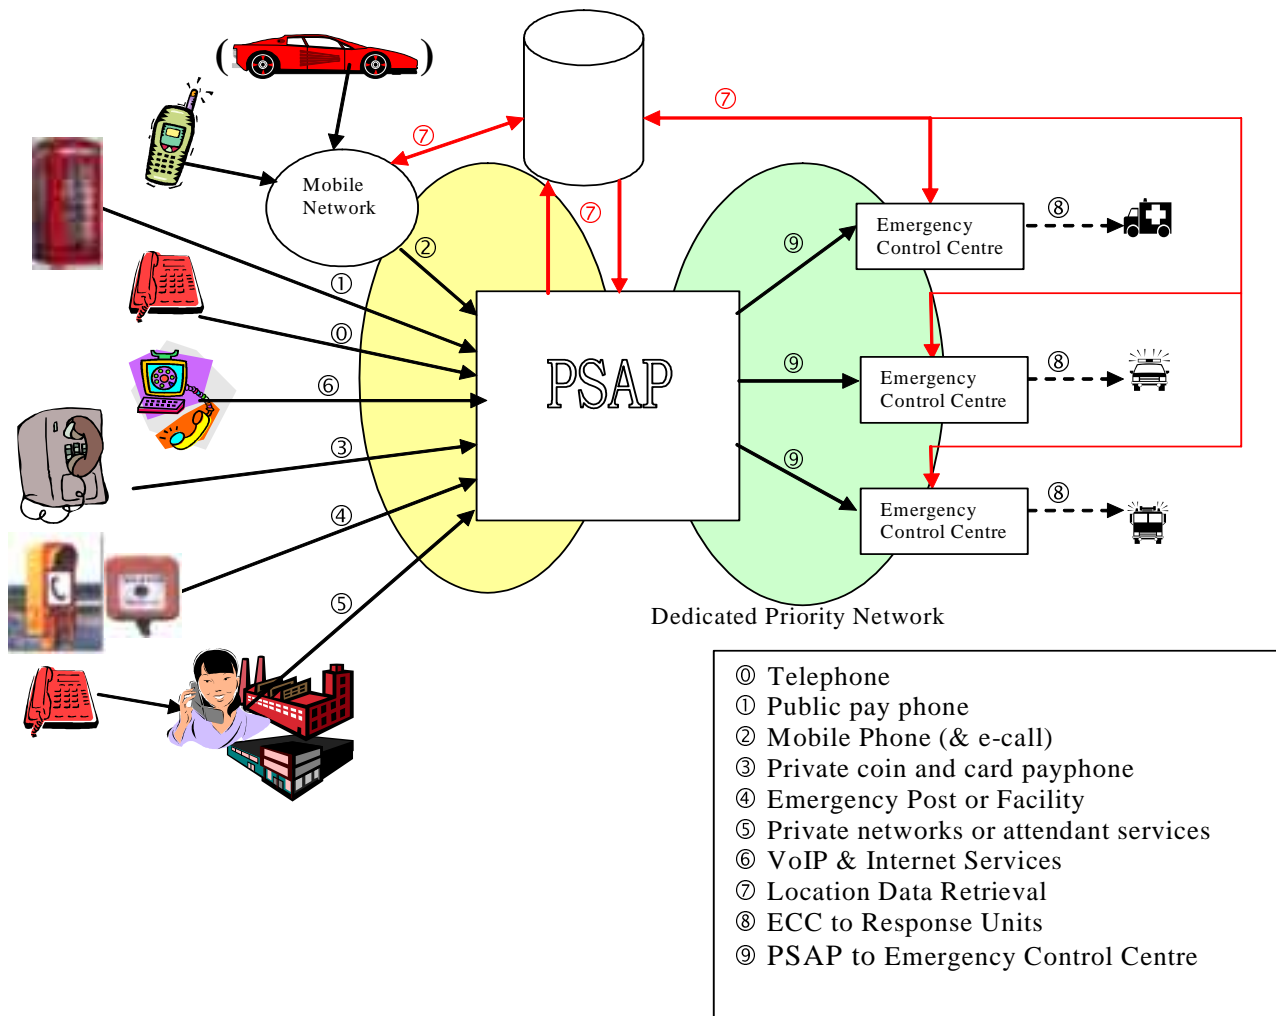 ( )
⑦
⑦
Mobile
Network
⑦
②
①
⓪
⑥
③
④
⑤
PSAP
⑨
⑨
⑨
Emergency
Control Centre
⑧
Emergency
Control Centre
⑧
Emergency
Control Centre
⑧
Dedicated Priority Network
⓪ Telephone
① Public pay phone
② Mobile Phone (& e-call)
③ Private coin and card payphone
④ Emergency Post or Facility
⑤ Private networks or attendant services
⑥ VoIP & Internet Services
⑦ Location Data Retrieval
⑧ ECC to Response Units
⑨ PSAP to Emergency Control Centre